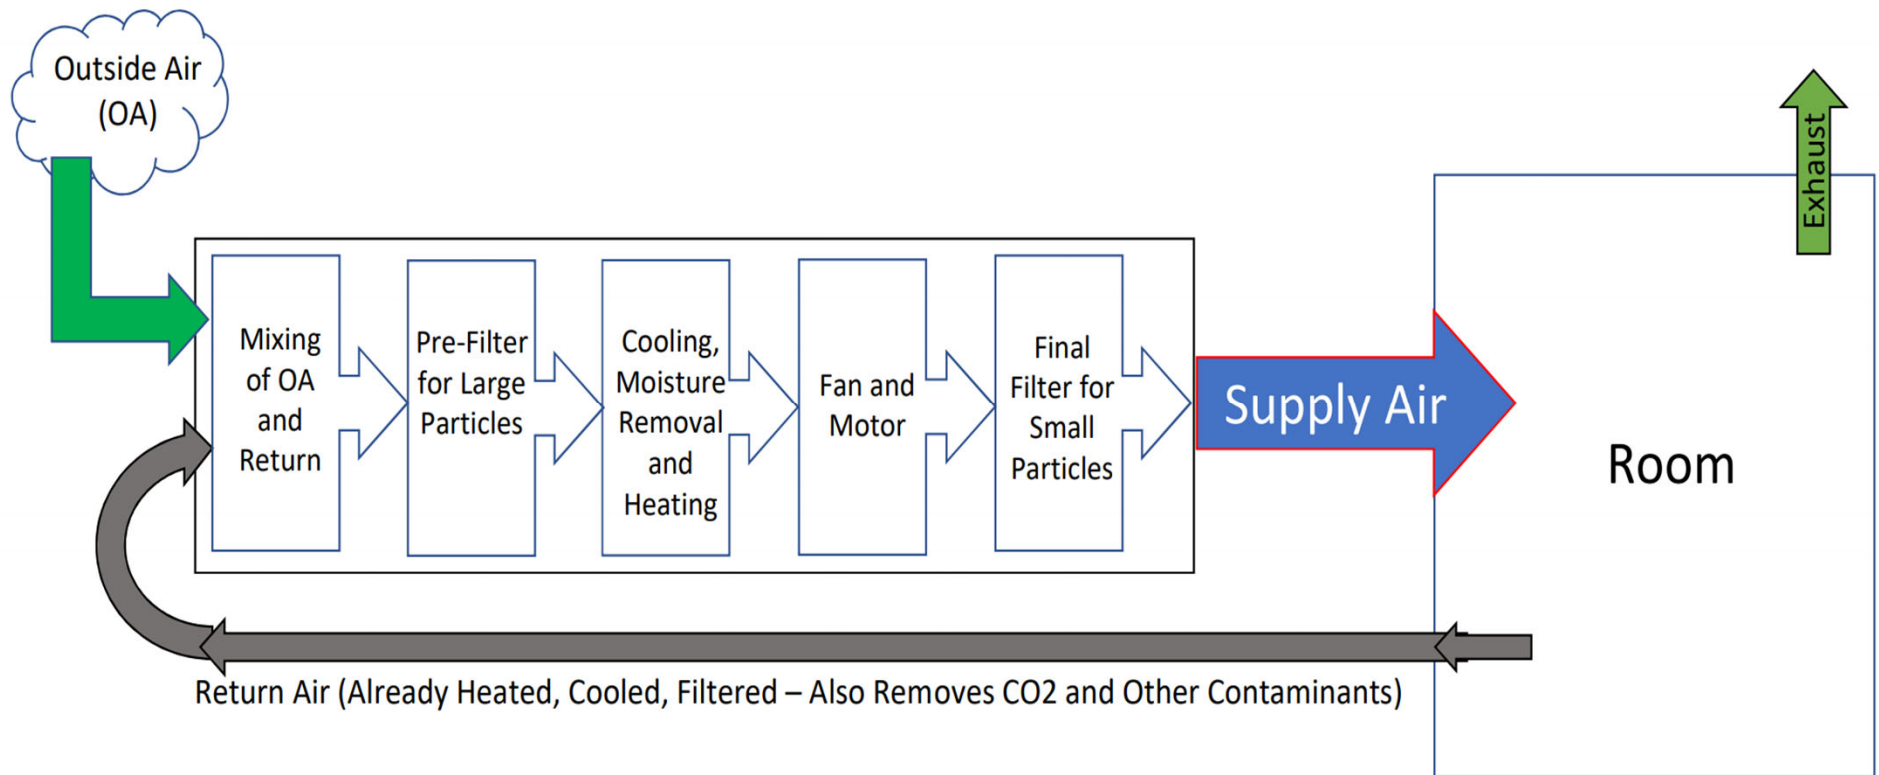 Outside Air
(OA)
Exhaust
Mixing
of OA
and
Return
Pre-Filter
for Large
Particles
Cooling,
Moisture
Removal
and
Heating
Fan and
Motor
Final
Filter for
Small
Particles
Supply Air
Room
Return Air (Already Heated, Cooled, Filtered – Also Removes CO2 and Other Contaminants)